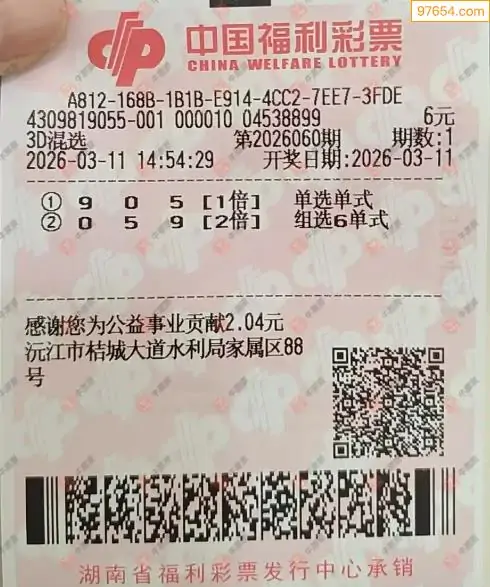 97654.com
中国福利彩票
CHINA WELFARE LOTTERY
A812-168B-1B1B-E914-4CC2-7EE7-3FDE
4309819055-001 000010 04538899 6元
3D混选 第2026060期 期数:1
2026-03-11 14:54:29 开奖日期:2026-03-11
① 9 0 5 [1倍] 单选单式
② 0 5 9 [2倍] 组选6单式
感谢您为公益事业贡献2.04元
沅江市桔城大道水利局家属区88
号
湖南省福利彩票发行中心承销